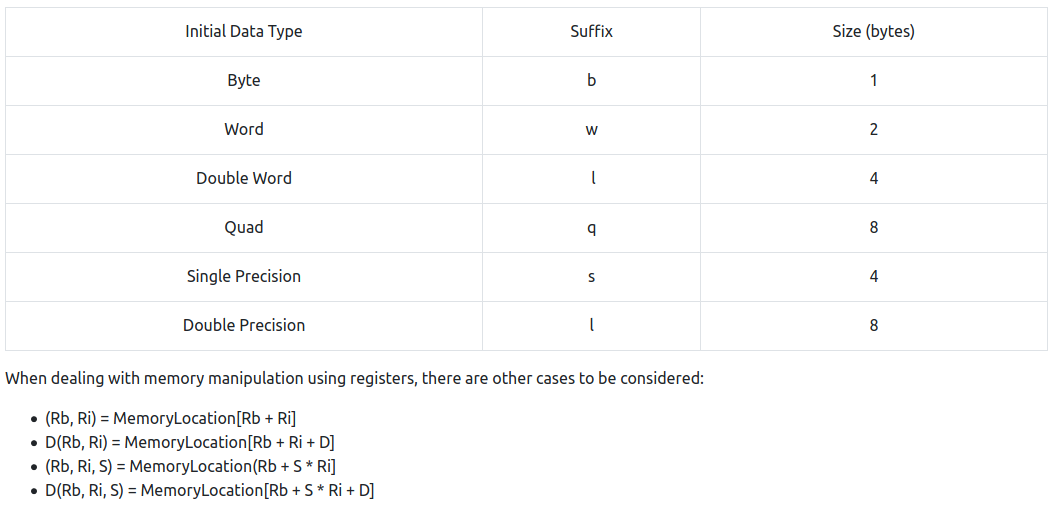 Initial Data Type Suffix Size (bytes)
Byte b 1
Word w 2
Double Word l 4
Quad q 8
Single Precision s 4
Double Precision l 8
When dealing with memory manipulation using registers, there are other cases to be considered:
• (Rb, Ri) = MemoryLocation[Rb + Ri]
• D(Rb, Ri) = MemoryLocation[Rb + Ri + D]
• (Rb, Ri, S) = MemoryLocation(Rb + S * Ri]
• D(Rb, Ri, S) = MemoryLocation[Rb + S * Ri + D]